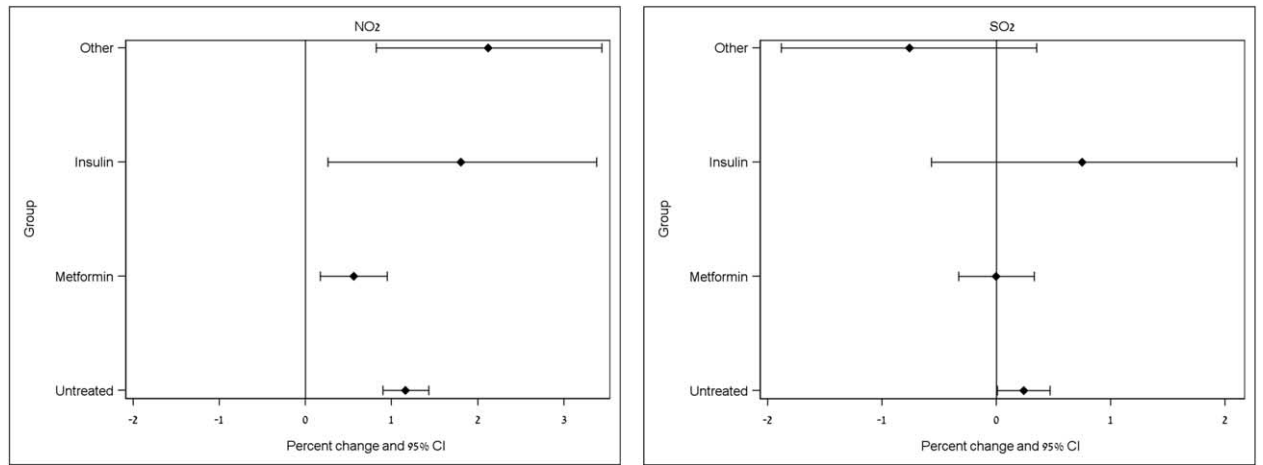 NO2
Other
Insulin
Group
Metformin
Untreated
-2 -1 0 1 2 3
Percent change and 95% CI
SO2
Other
Insulin
Group
Metformin
Untreated
-2 -1 0 1 2
Percent change and 95% CI